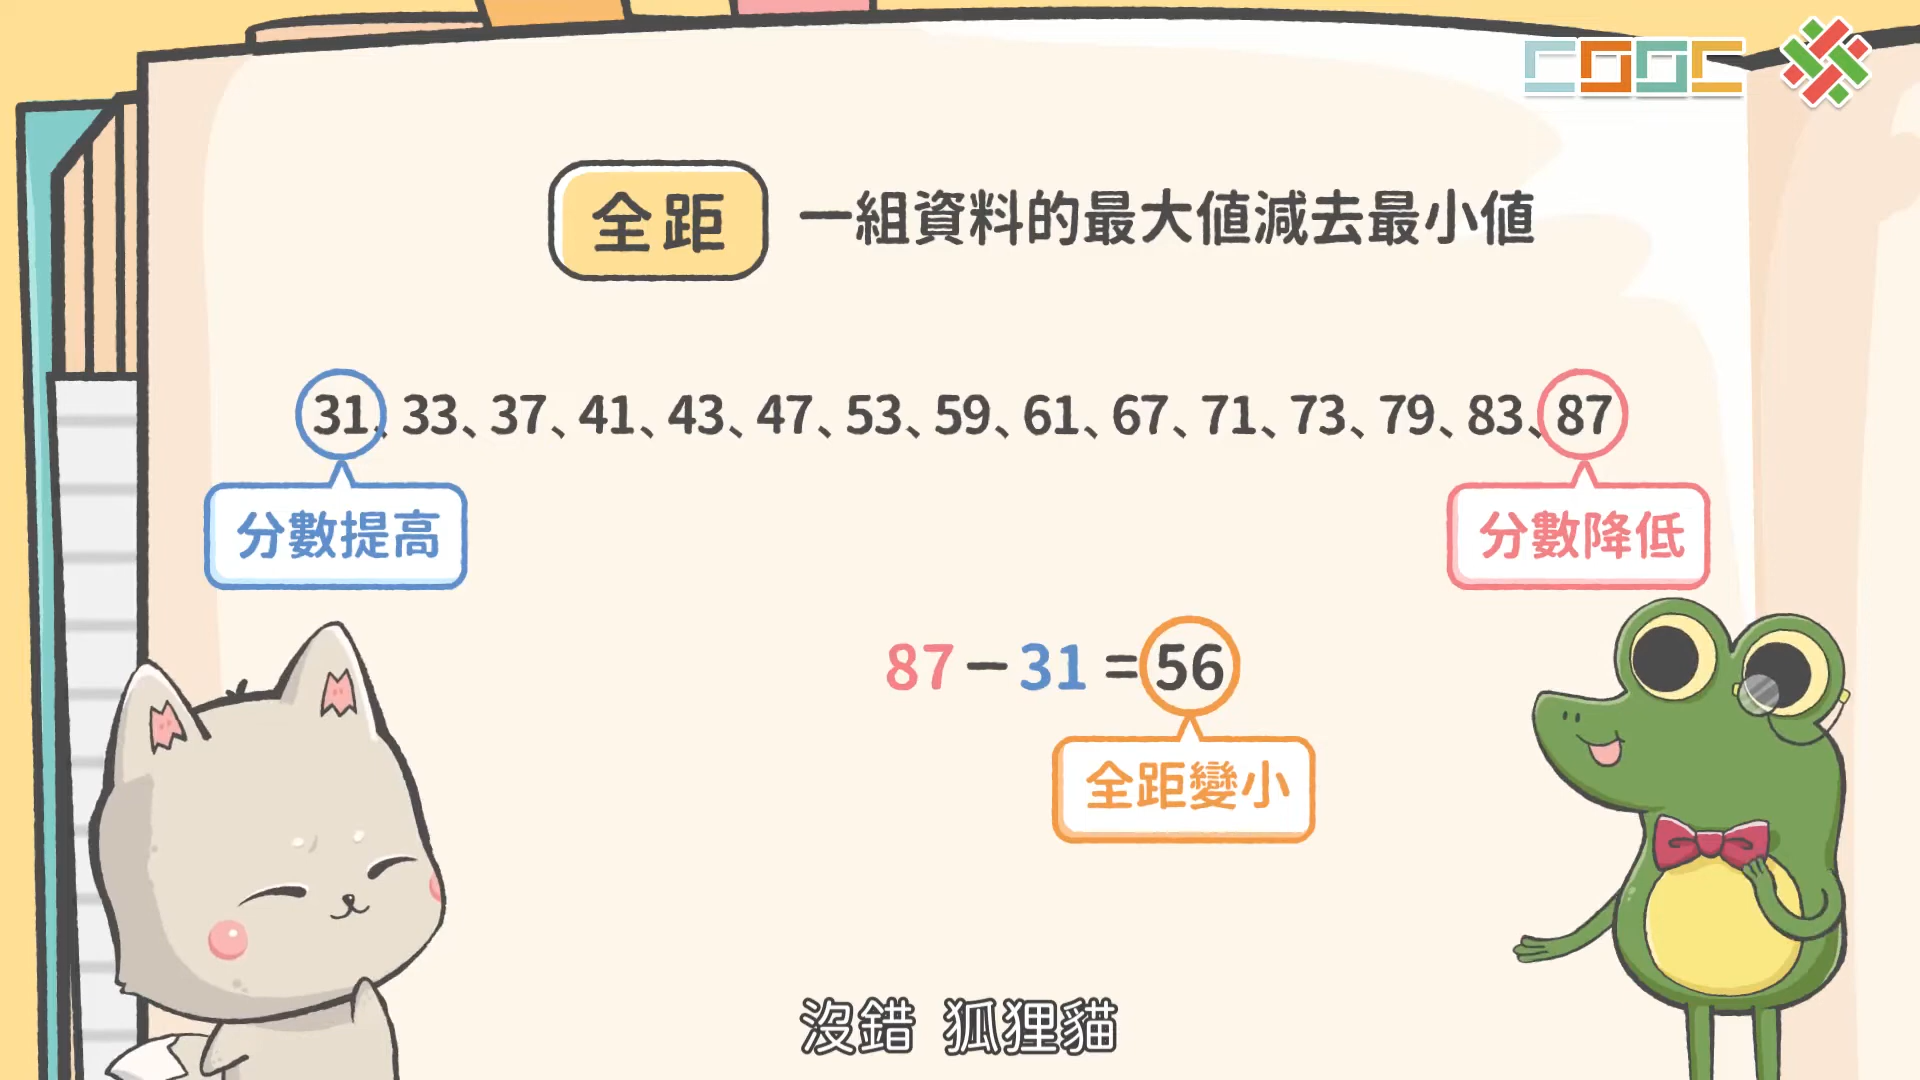 COOC
全距 一組資料的最大值減去最小值
31、33、37、41、43、47、53、59、61、67、71、73、79、83、87
分數提高
分數降低
87－31＝56
全距變小
沒錯 狐狸貓